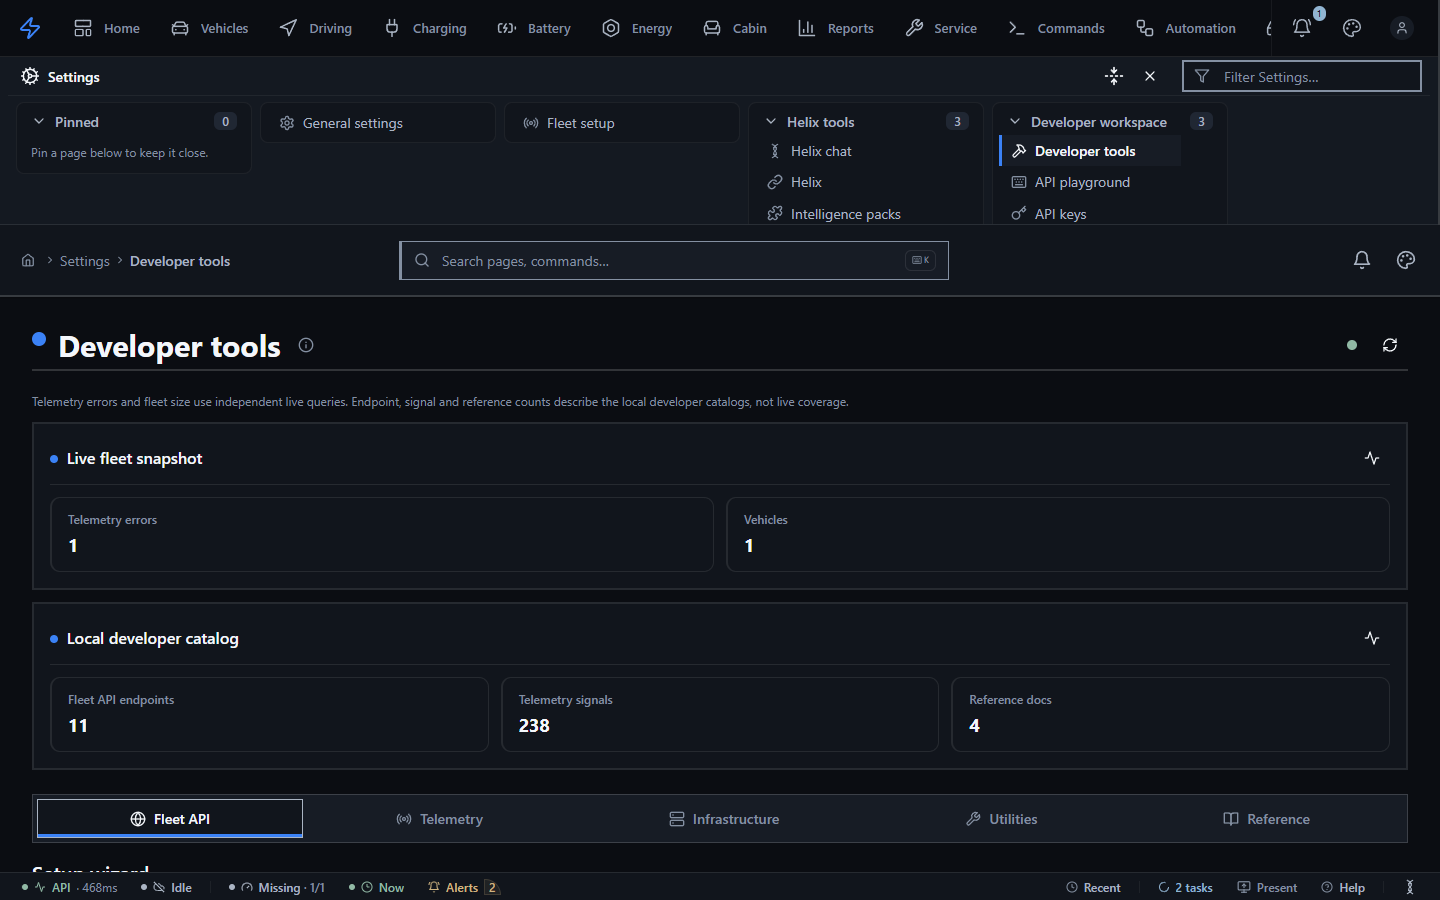 Home Vehicles Driving Charging Battery Energy Cabin Reports Service Commands Automation 1
Settings Filter Settings...
Pinned 0
Pin a page below to keep it close.
General settings
Fleet setup
Helix tools 3
Helix chat
Helix
Intelligence packs
Developer workspace 3
Developer tools
API playground
API keys
Settings Developer tools Search pages, commands... K
Developer tools
Telemetry errors and fleet size use independent live queries. Endpoint, signal and reference counts describe the local developer catalogs, not live coverage.
Live fleet snapshot
Telemetry errors
1
Vehicles
1
Local developer catalog
Fleet API endpoints
11
Telemetry signals
238
Reference docs
4
Fleet API Telemetry Infrastructure Utilities Reference
Setup wizard
API · 468ms Idle Missing · 1/1 Now Alerts 2 Recent 2 tasks Present Help